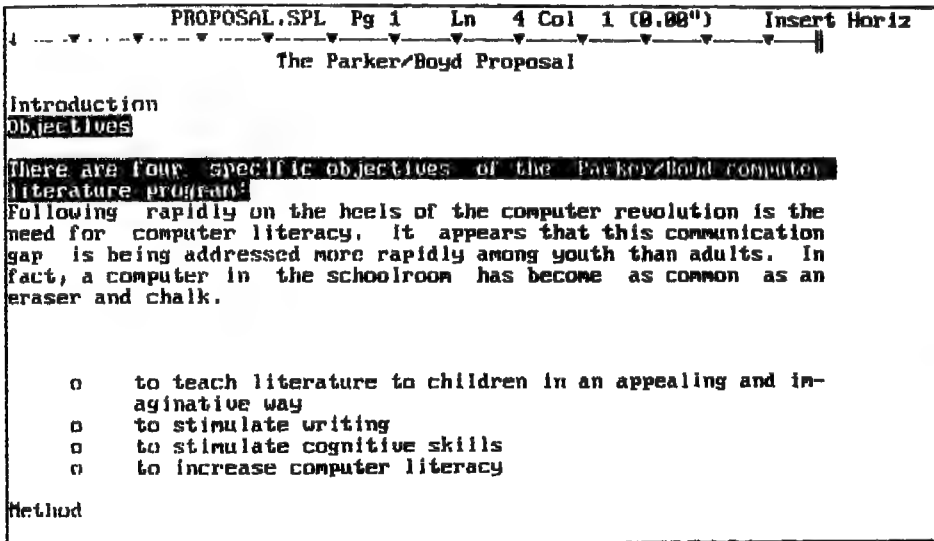 PROPOSAL.SPL Pg 1 Ln 4 Col 1 (0.00") Insert Horiz
The Parker/Boyd Proposal
Introduction
Objectives
There are four specific objectives of the Parker/Boyd computer
literature program:
Following rapidly on the heels of the computer revolution is the
need for computer literacy. It appears that this communication
gap is being addressed more rapidly among youth than adults. In
fact, a computer in the schoolroom has become as common as an
eraser and chalk.
o to teach literature to children in an appealing and im-
aginative way
o to stimulate writing
o to stimulate cognitive skills
o to increase computer literacy
Method